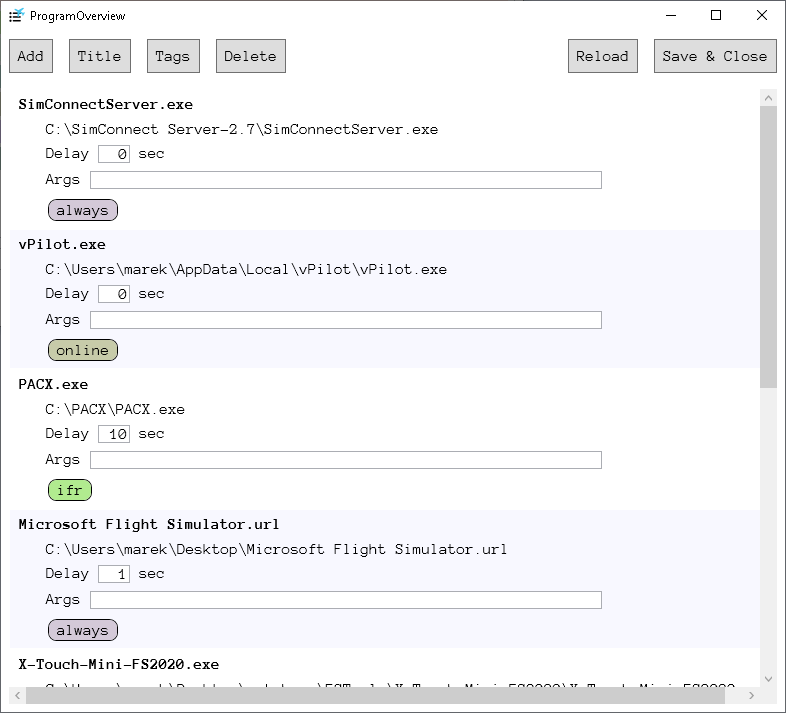 ProgramOverview
Add Title Tags Delete Reload Save & Close
SimConnectServer.exe
C:\SimConnect Server-2.7\SimConnectServer.exe
Delay 0 sec
Args
always
vPilot.exe
C:\Users\marek\AppData\Local\vPilot\vPilot.exe
Delay 0 sec
Args
online
PACX.exe
C:\PACX\PACX.exe
Delay 10 sec
Args
ifr
Microsoft Flight Simulator.url
C:\Users\marek\Desktop\Microsoft Flight Simulator.url
Delay 1 sec
Args
always
X-Touch-Mini-FS2020.exe